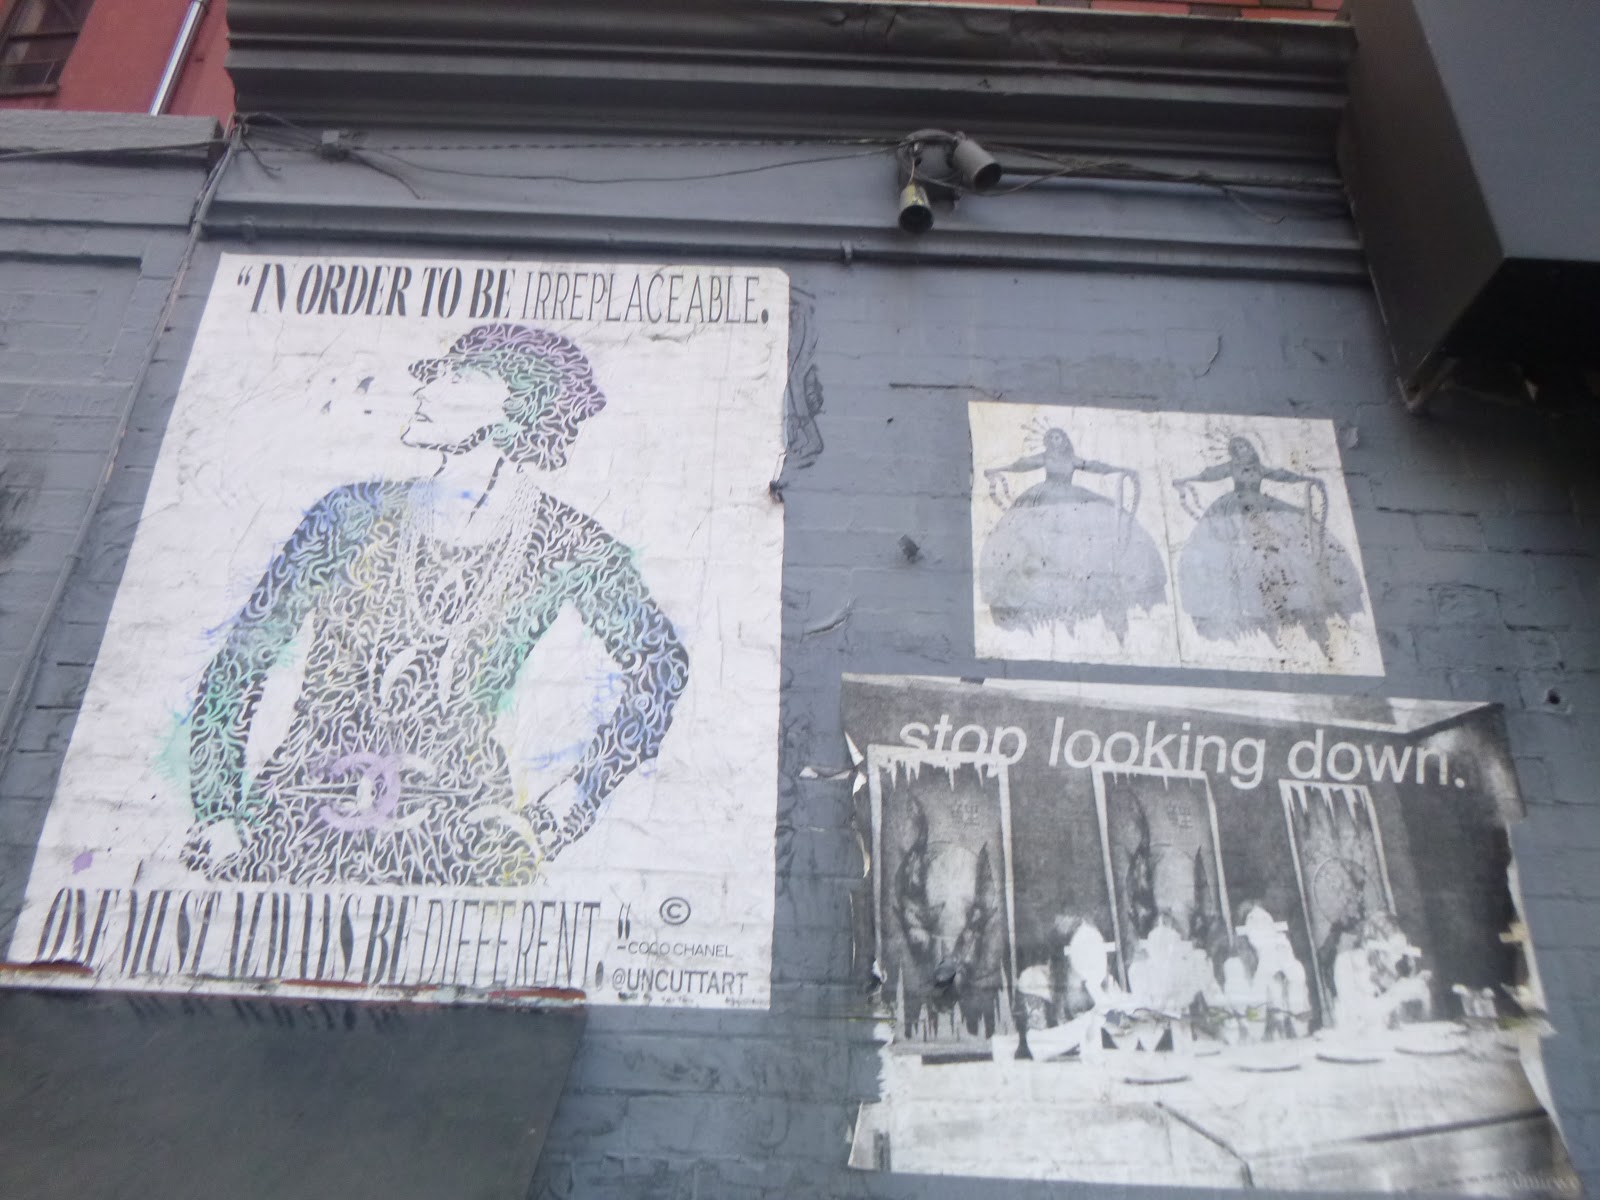 “IN ORDER TO BE IRREPLACEABLE.
ONE MUST ALWAYS BE DIFFERENT.“
©
-COCO CHANEL
@UNCUTTART
stop looking down.